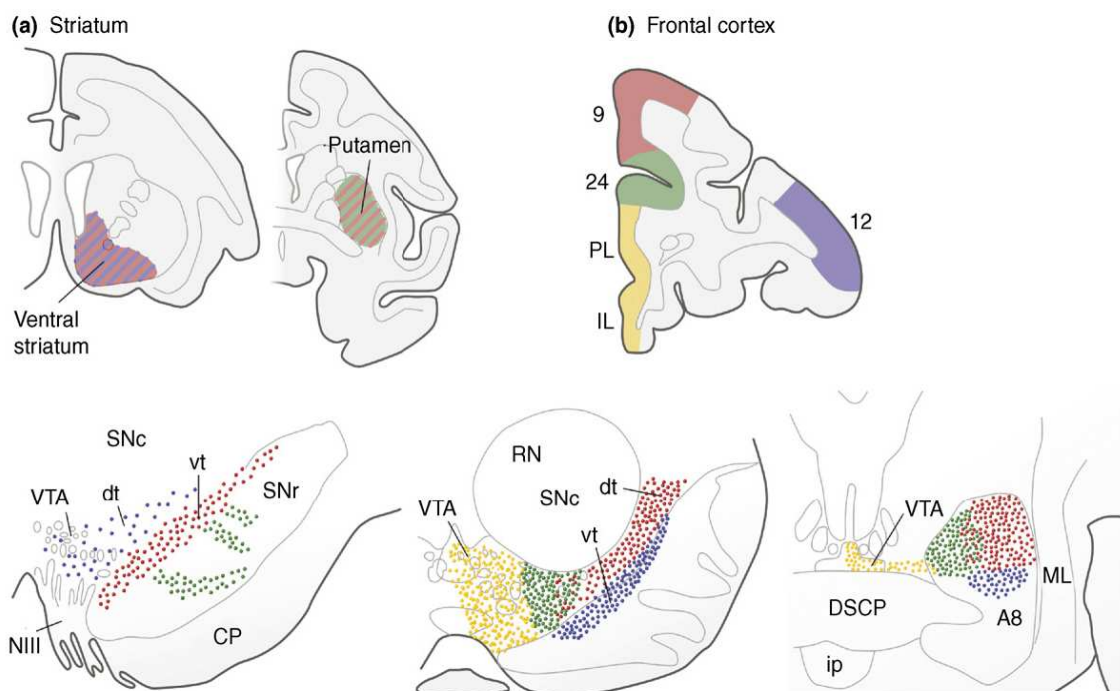 (a) Striatum
(b) Frontal cortex
Putamen
Ventral
striatum
9
24
PL
IL
12
SNc
vt
dt
VTA
SNr
NIII
CP
RN
SNc
dt
VTA
vt
VTA
DSCP
ML
A8
ip